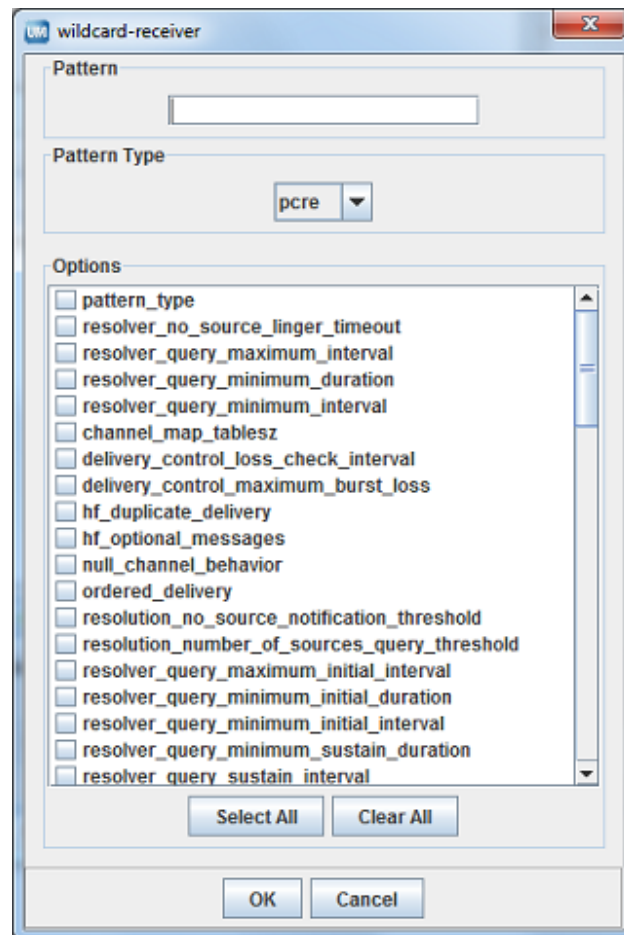 UM wildcard-receiver
Pattern
Pattern Type
pcre
Options
pattern_type
resolver_no_source_linger_timeout
resolver_query_maximum_interval
resolver_query_minimum_duration
resolver_query_minimum_interval
channel_map_tablesz
delivery_control_loss_check_interval
delivery_control_maximum_burst_loss
hf_duplicate_delivery
hf_optional_messages
null_channel_behavior
ordered_delivery
resolution_no_source_notification_threshold
resolution_number_of_sources_query_threshold
resolver_query_maximum_initial_interval
resolver_query_minimum_initial_duration
resolver_query_minimum_initial_interval
resolver_query_minimum_sustain_duration
resolver_query_sustain_interval
Select All Clear All
OK Cancel